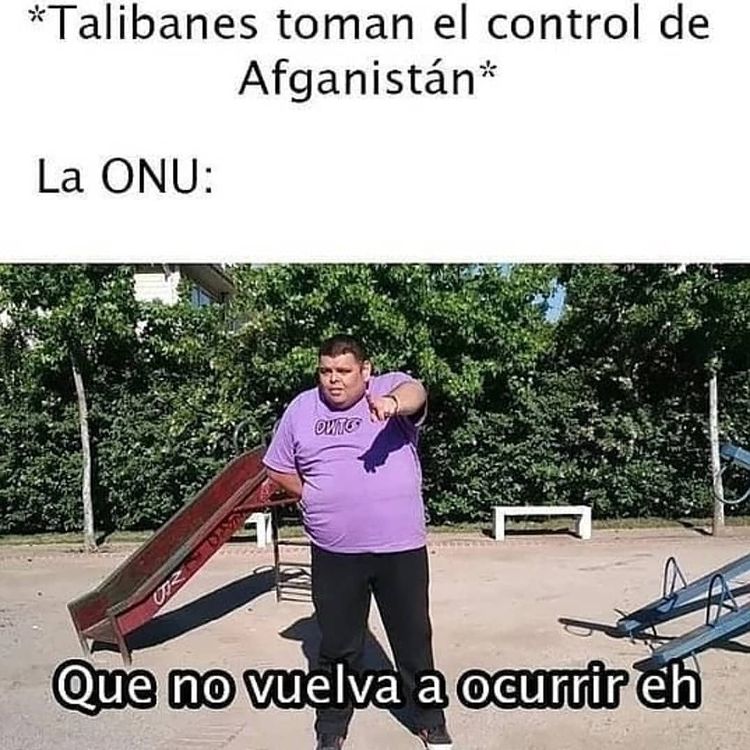 *Talibanes toman el control de
Afganistán*
La ONU:
Que no vuelva a ocurrir eh